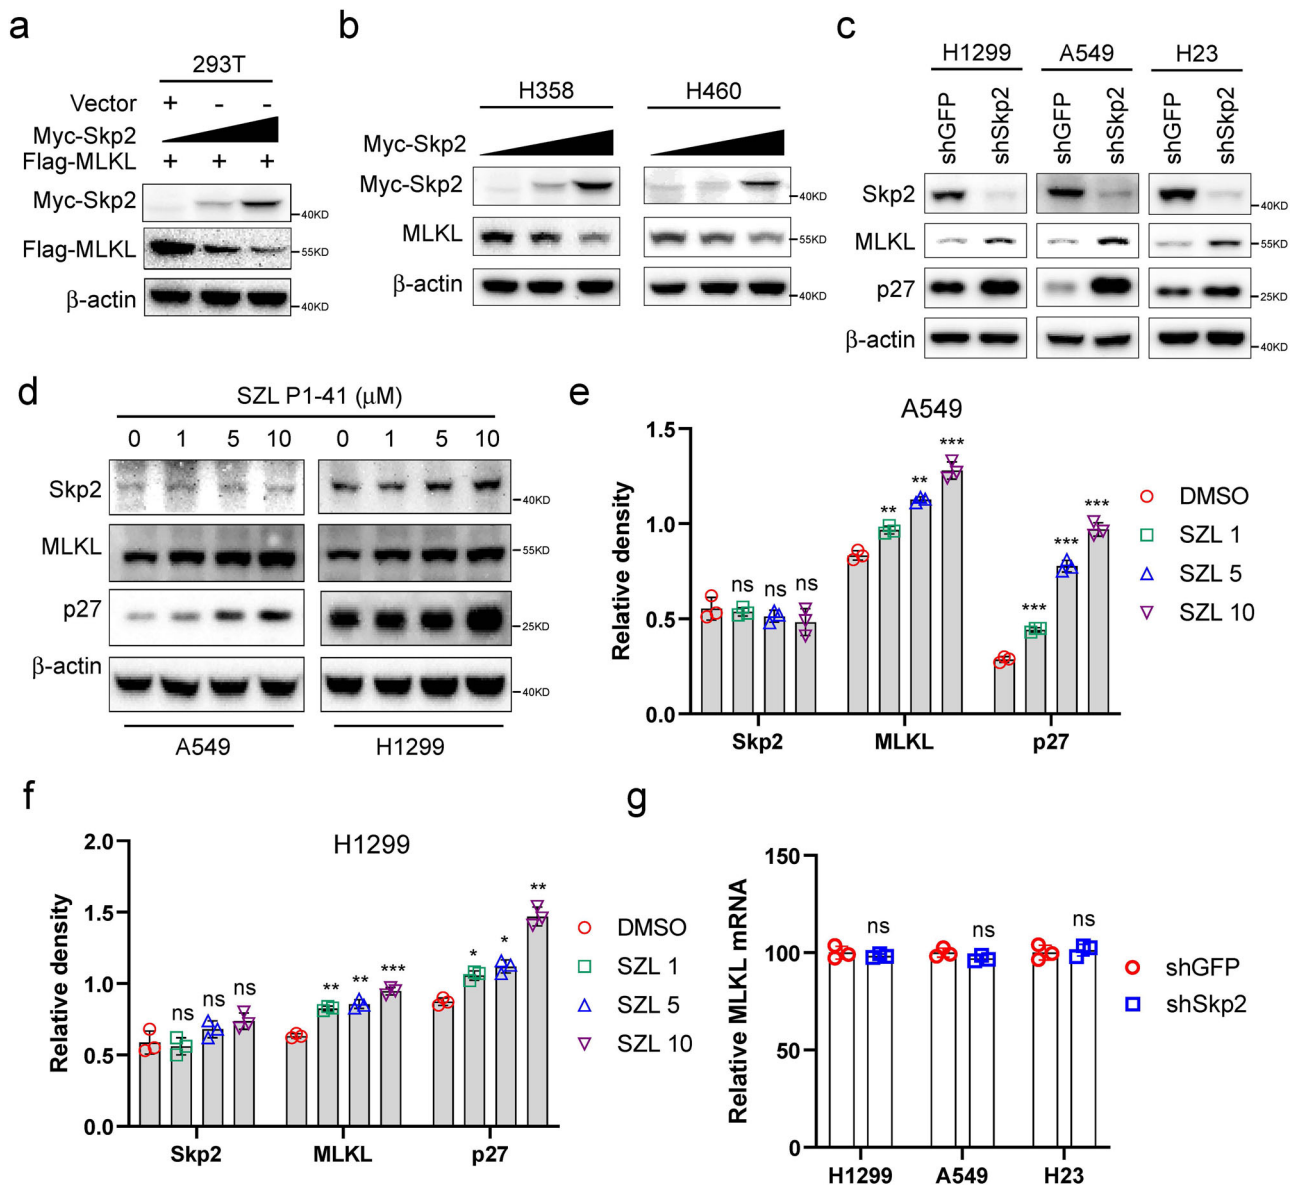 a
293T
Vector + - -
Myc-Skp2
Flag-MLKL + + +
Myc-Skp2
40KD
Flag-MLKL
55KD
β-actin
40KD
b
H358 H460
Myc-Skp2
Myc-Skp2
40KD
MLKL
55KD
β-actin
40KD
c
H1299 A549 H23
shGFP shSkp2 shGFP shSkp2 shGFP shSkp2
Skp2
40KD
MLKL
55KD
p27
25KD
β-actin
40KD
d
SZL P1-41 (μM)
0 1 5 10 0 1 5 10
Skp2
40KD
MLKL
55KD
p27
25KD
β-actin
40KD
A549 H1299
e
A549
Relative density
1.5
1.0
0.5
0.0
ns ns ns
** ** ***
*** *** ***
Skp2 MLKL p27
DMSO
SZL 1
SZL 5
SZL 10
f
H1299
Relative density
2.0
1.5
1.0
0.5
0.0
ns ns ns
** ** ***
* * **
Skp2 MLKL p27
DMSO
SZL 1
SZL 5
SZL 10
g
Relative MLKL mRNA
150
100
50
0
ns ns ns
H1299 A549 H23
shGFP
shSkp2